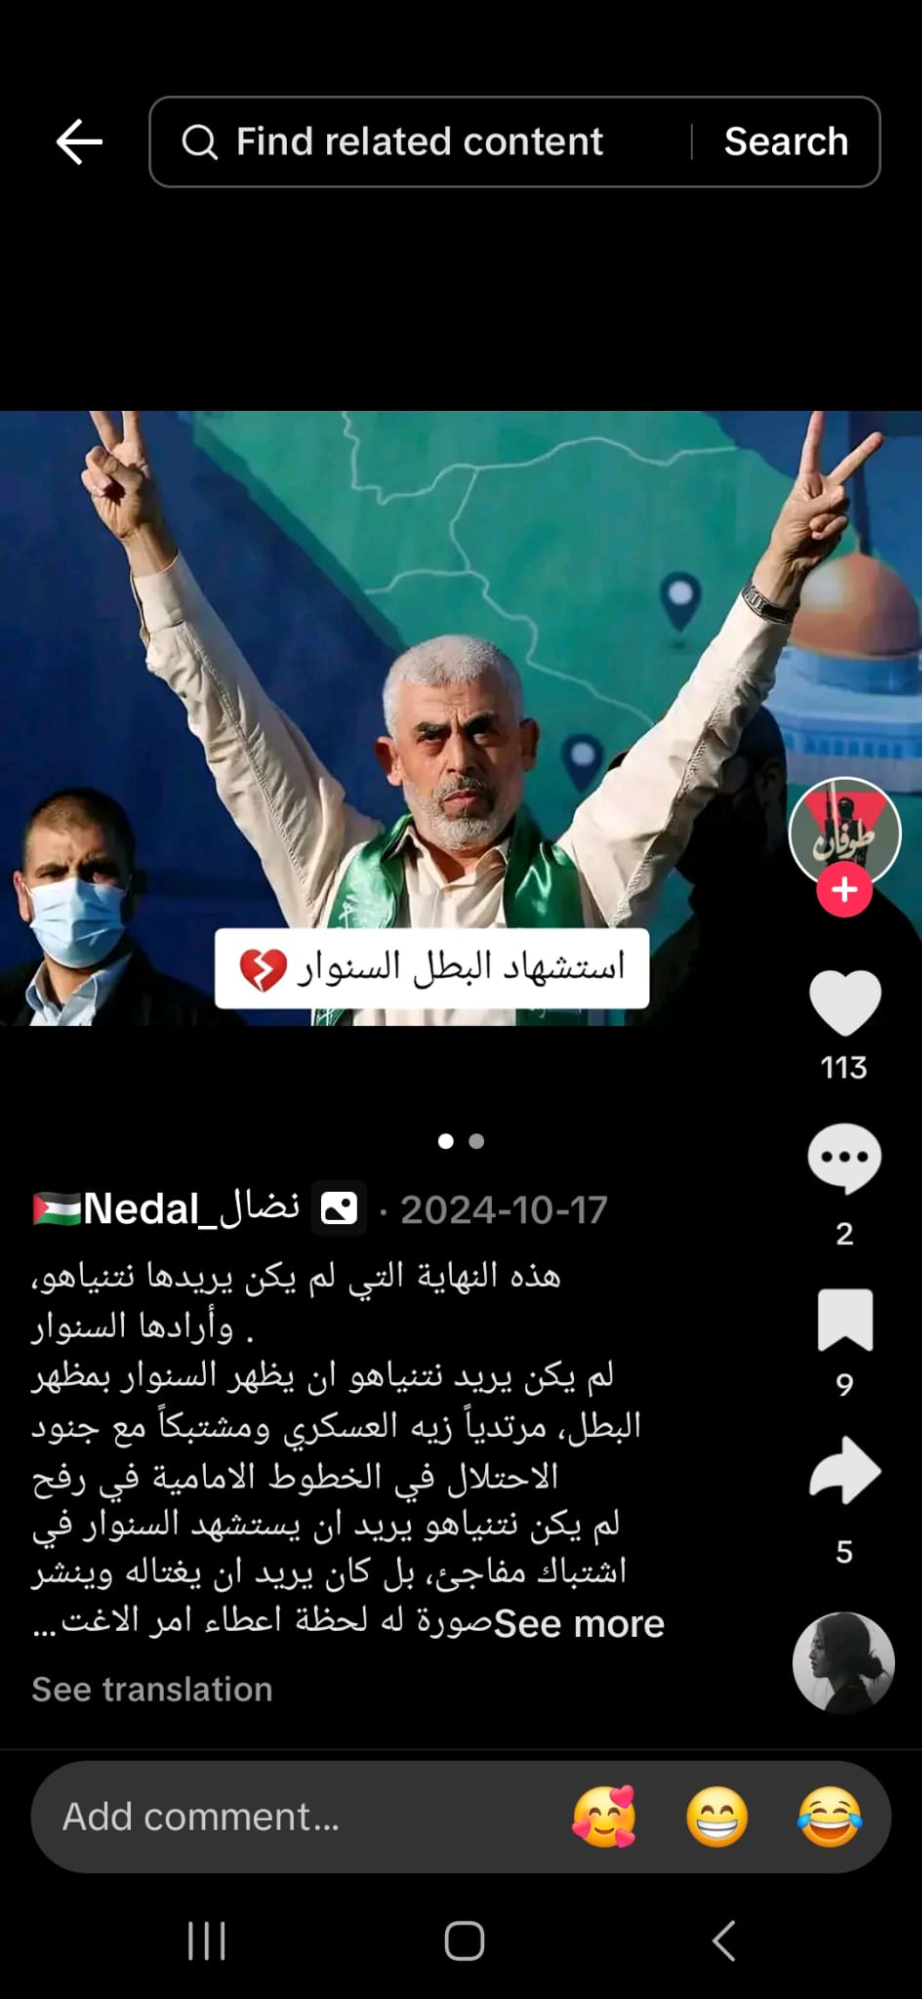 Find related content
Search
طوفان
استشهاد البطل السنوار 💔
113
2
🇵🇸Nedal_نضال · 2024-10-17
هذه النهاية التي لم يكن يريدها نتنياهو،
وأرادها السنوار .
لم يكن يريد نتنياهو ان يظهر السنوار بمظهر
البطل، مرتدياً زيه العسكري ومشتبكاً مع جنود
الاحتلال في الخطوط الامامية في رفح
لم يكن نتنياهو يريد ان يستشهد السنوار في
اشتباك مفاجئ، بل كان يريد ان يغتاله وينشر
صورة له لحظة اعطاء امر الاغت... See more
9
5
See translation
Add comment...